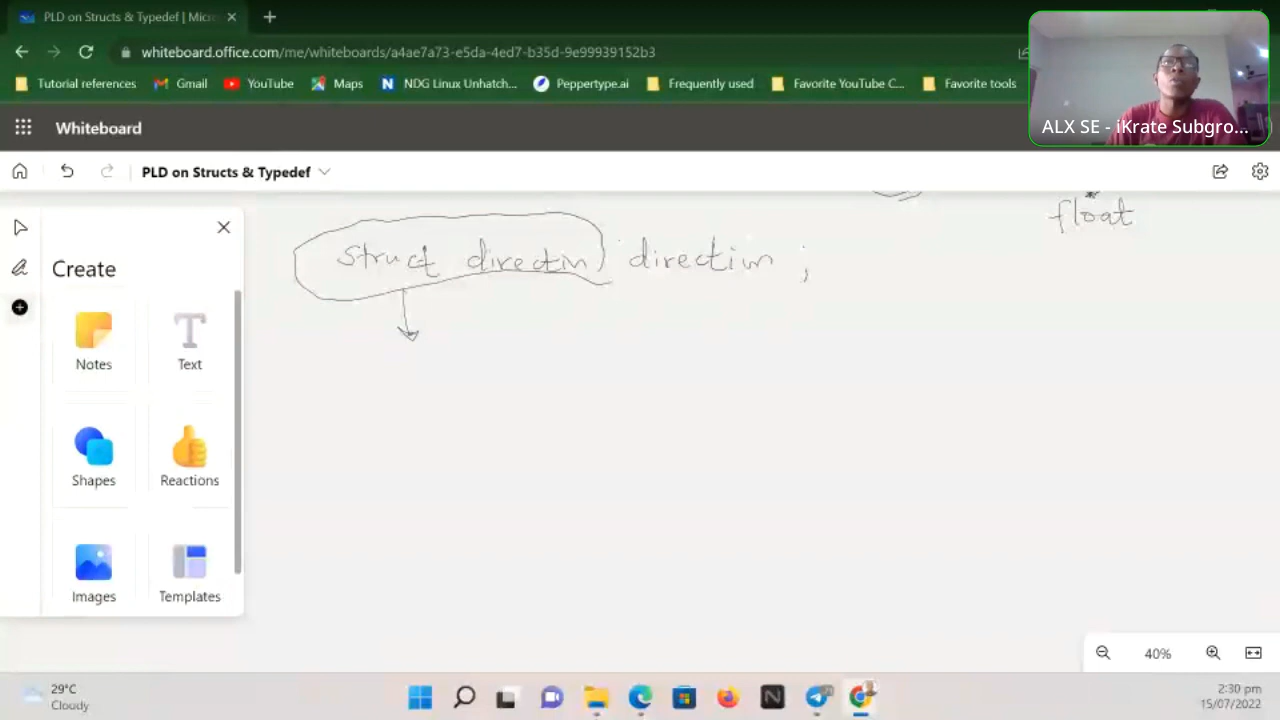 PLD on Structs & Typedef | Micr
whiteboard.office.com/me/whiteboards/a4ae7a73-e5da-4ed7-b35d-9e99939152b3
Tutorial references Gmail YouTube Maps NDG Linux Unhatch... Peppertype.ai Frequently used Favorite YouTube C... Favorite tools
ALX SE - iKrate Subgro...
Whiteboard
PLD on Structs & Typedef
float
struct direction direction ;
Create
Notes Text
Shapes Reactions
Images Templates
40%
29°C
Cloudy
2:30 pm
15/07/2022